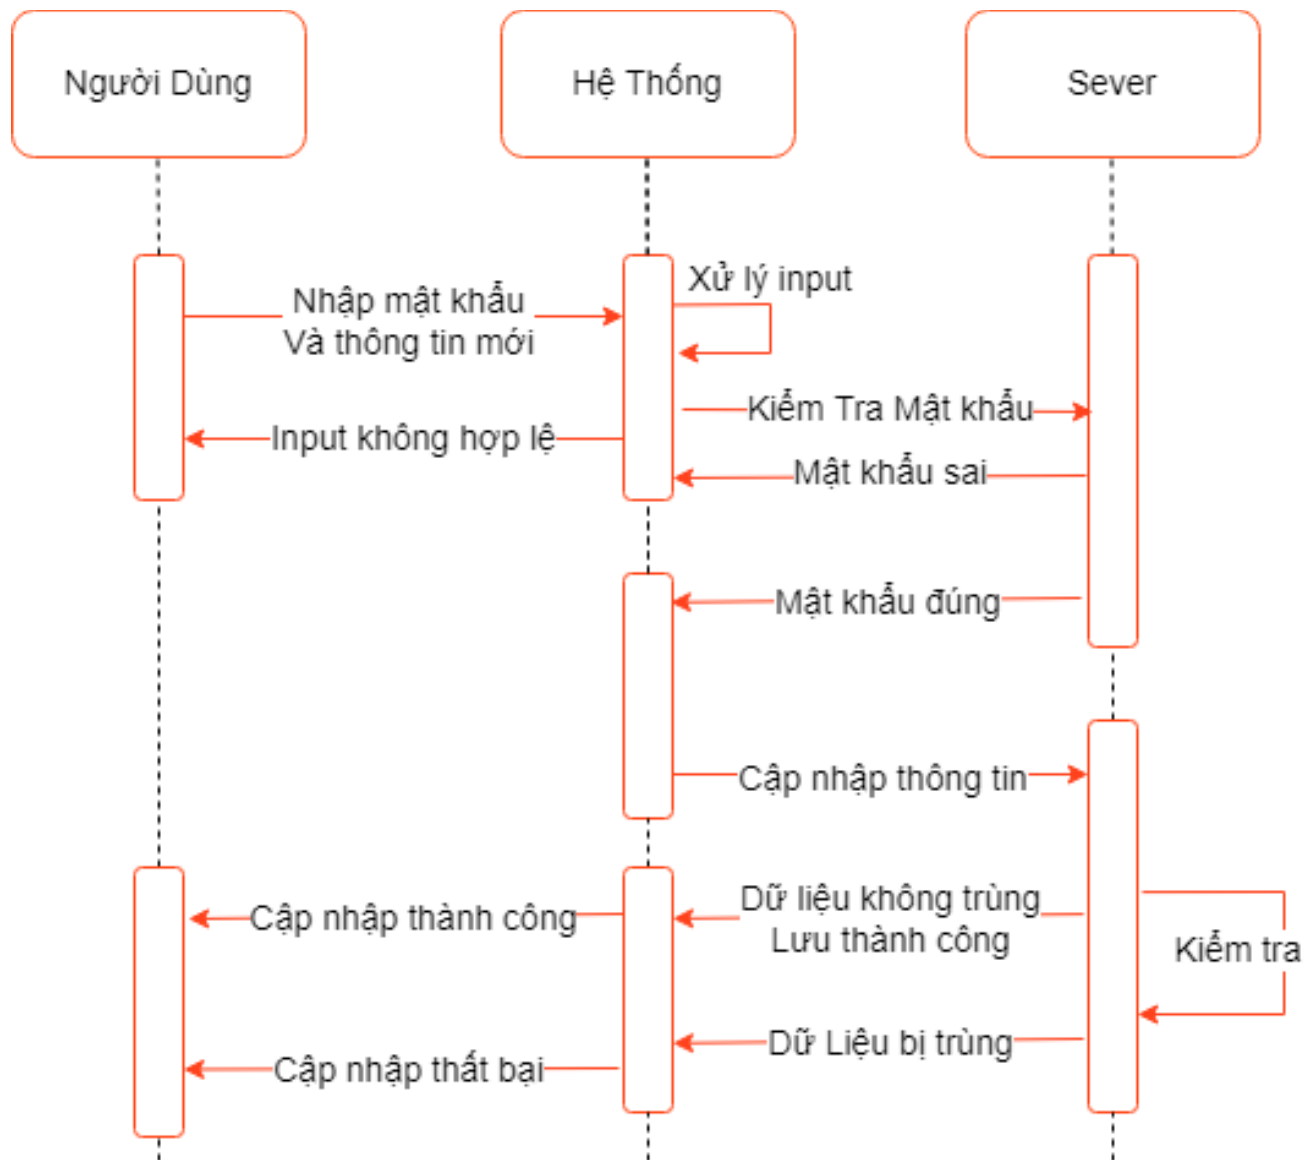 Người Dùng
Hệ Thống
Sever
Xử lý input
Nhập mật khẩu
Và thông tin mới
Kiểm Tra Mật khẩu
Input không hợp lệ
Mật khẩu sai
Mật khẩu đúng
Cập nhập thông tin
Dữ liệu không trùng
Lưu thành công
Cập nhập thành công
Kiểm tra
Dữ Liệu bị trùng
Cập nhập thất bại